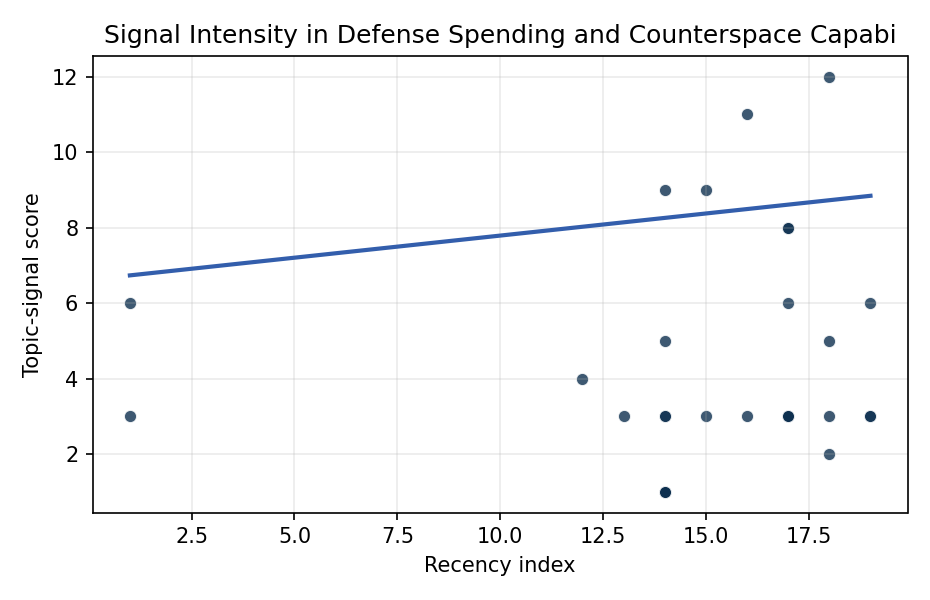 Signal Intensity in Defense Spending and Counterspace Capabi
12
10
8
6
4
2
Topic-signal score
2.5 5.0 7.5 10.0 12.5 15.0 17.5
Recency index